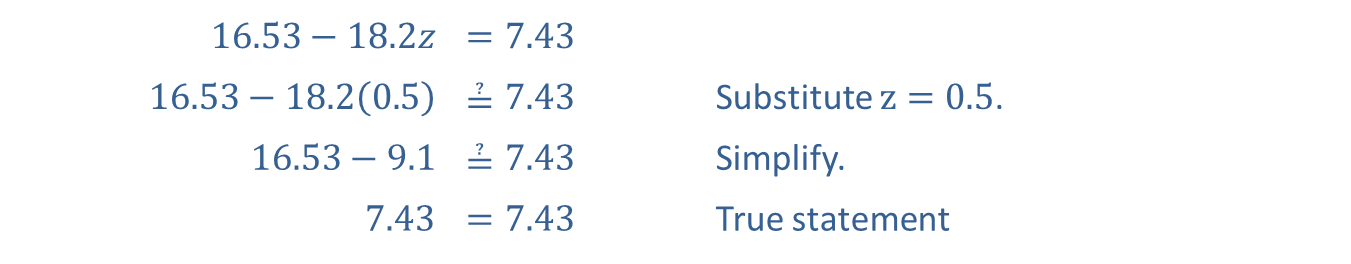 16.53 − 18.2z = 7.43
16.53 − 18.2(0.5) ≟ 7.43 Substitute z = 0.5.
16.53 − 9.1 ≟ 7.43 Simplify.
7.43 = 7.43 True statement